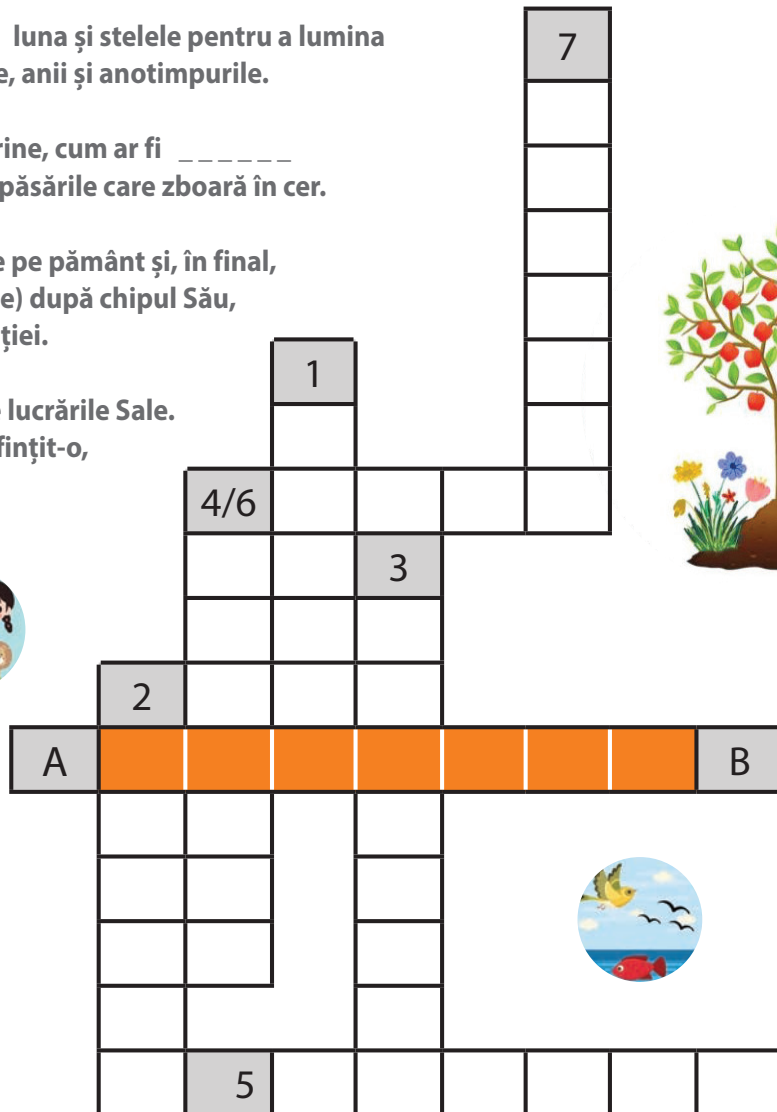 luna și stelele pentru a lumina
e, anii și anotimpurile.
rine, cum ar fi _ _ _ _ _ _
păsările care zboară în cer.
e pe pământ și, în final,
e) după chipul Său,
ției.
lucrările Sale.
fințit-o,
7
1
4/6
3
2
A
B
5